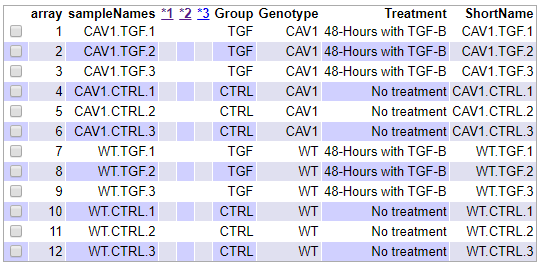 array sampleNames *1 *2 *3 Group Genotype Treatment ShortName
1 CAV1.TGF.1 TGF CAV1 48-Hours with TGF-B CAV1.TGF.1
2 CAV1.TGF.2 TGF CAV1 48-Hours with TGF-B CAV1.TGF.2
3 CAV1.TGF.3 TGF CAV1 48-Hours with TGF-B CAV1.TGF.3
4 CAV1.CTRL.1 CTRL CAV1 No treatment CAV1.CTRL.1
5 CAV1.CTRL.2 CTRL CAV1 No treatment CAV1.CTRL.2
6 CAV1.CTRL.3 CTRL CAV1 No treatment CAV1.CTRL.3
7 WT.TGF.1 TGF WT 48-Hours with TGF-B WT.TGF.1
8 WT.TGF.2 TGF WT 48-Hours with TGF-B WT.TGF.2
9 WT.TGF.3 TGF WT 48-Hours with TGF-B WT.TGF.3
10 WT.CTRL.1 CTRL WT No treatment WT.CTRL.1
11 WT.CTRL.2 CTRL WT No treatment WT.CTRL.2
12 WT.CTRL.3 CTRL WT No treatment WT.CTRL.3